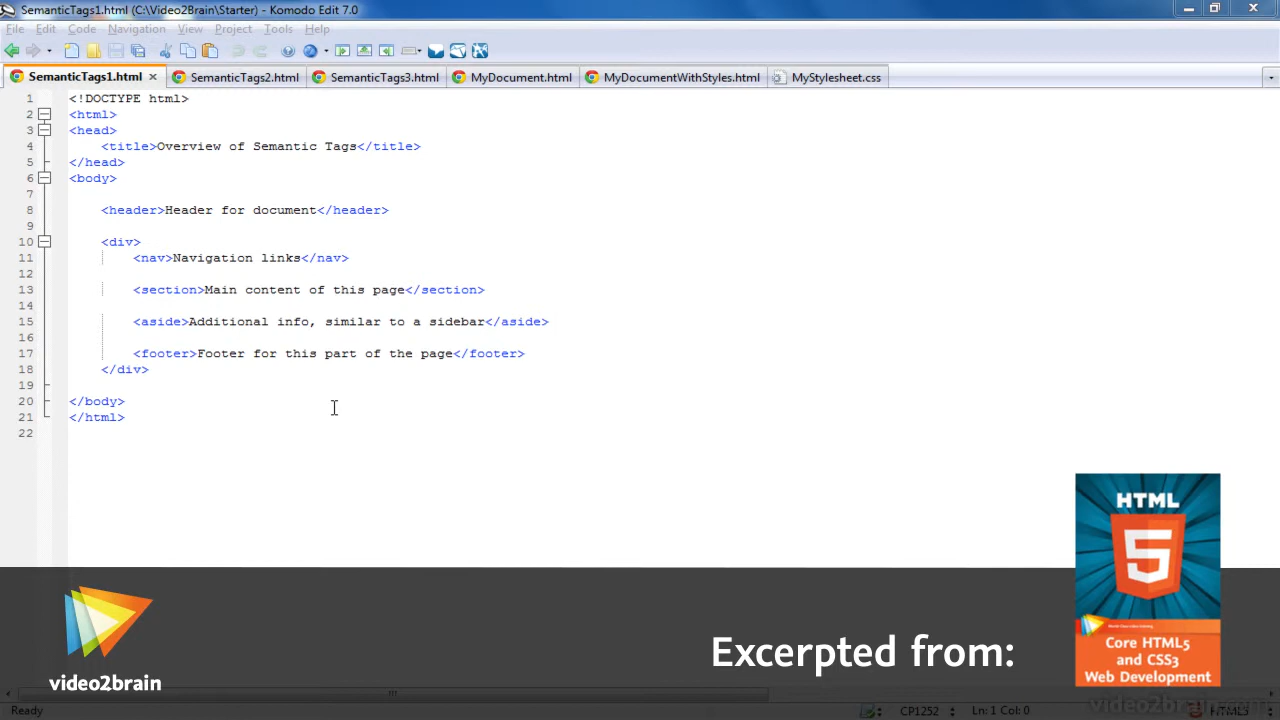 SemanticTags1.html (C:\Video2Brain\Starter) - Komodo Edit 7.0
File Edit Code Navigation View Project Tools Help
SemanticTags1.html SemanticTags2.html SemanticTags3.html MyDocument.html MyDocumentWithStyles.html MyStylesheet.css
1 <!DOCTYPE html>
2 <html>
3 <head>
4 <title>Overview of Semantic Tags</title>
5 </head>
6 <body>
7
8 <header>Header for document</header>
9
10 <div>
11 <nav>Navigation links</nav>
12
13 <section>Main content of this page</section>
14
15 <aside>Additional info, similar to a sidebar</aside>
16
17 <footer>Footer for this part of the page</footer>
18 </div>
19
20 </body>
21 </html>
22
HTML
5
Core HTML5
and CSS3
Web Development
Excerpted from:
video2brain
Ready CP1252 Ln: 1 Col: 0 HTML5
video2brain.com